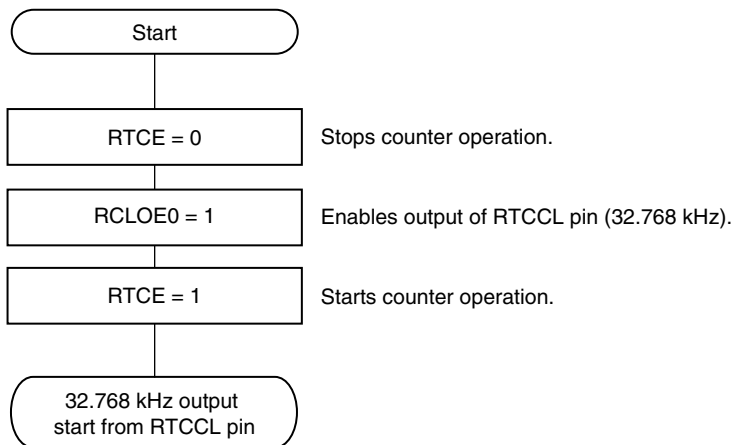 Start
RTCE = 0
Stops counter operation.
RCLOE0 = 1
Enables output of RTCCL pin (32.768 kHz).
RTCE = 1
Starts counter operation.
32.768 kHz output
start from RTCCL pin